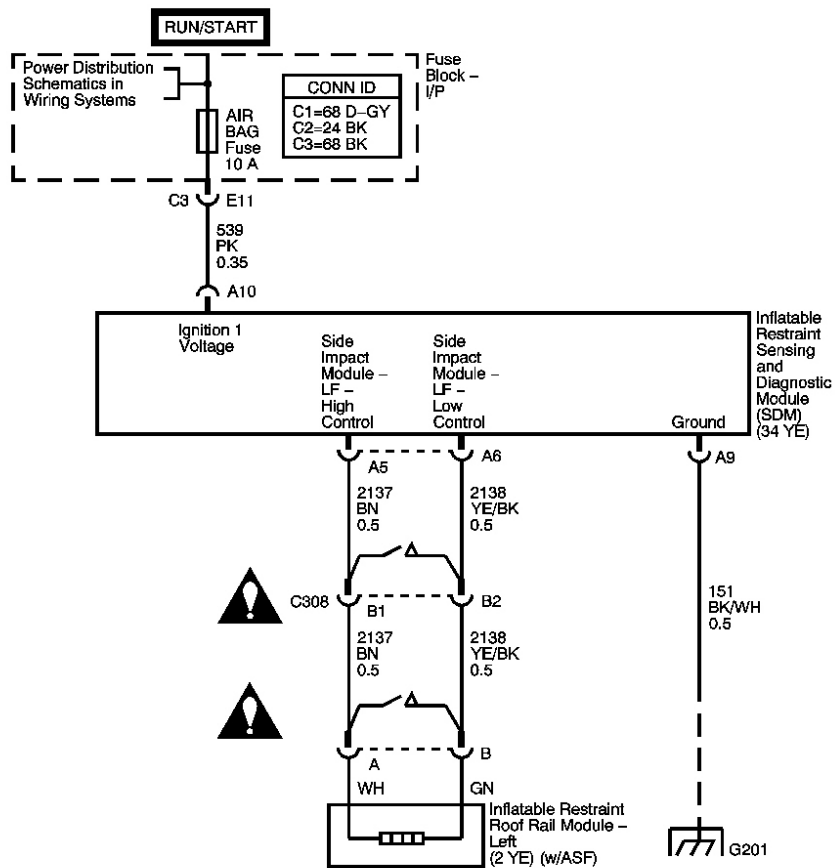 RUN/START
Power Distribution
Schematics in
Wiring Systems
Fuse
Block –
I/P
CONN ID
C1=68 D–GY
C2=24 BK
C3=68 BK
AIR
BAG
Fuse
10 A
C3
E11
539
PK
0.35
A10
Ignition 1
Voltage
Side
Impact
Module –
LF –
High
Control
Side
Impact
Module –
LF –
Low
Control
Ground
Inflatable
Restraint
Sensing
and
Diagnostic
Module
(SDM)
(34 YE)
A5
A6
A9
2137
BN
0.5
2138
YE/BK
0.5
151
BK/WH
0.5
C308
B1
B2
2137
BN
0.5
2138
YE/BK
0.5
A
B
WH
GN
Inflatable Restraint
Roof Rail Module –
Left
(2 YE) (w/ASF)
G201